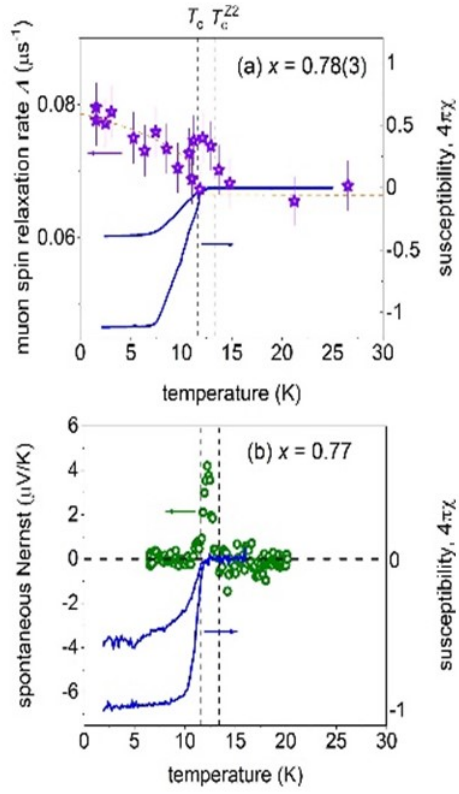 T_c T_c^Z2
(a) x = 0.78(3)
muon spin relaxation rate Λ (μs⁻¹)
0.08
0.06
1
0.5
0
-0.5
-1
susceptibility, 4πχ
0 5 10 15 20 25 30
temperature (K)
(b) x = 0.77
spontaneous Nernst (μV/K)
6
4
2
0
-2
-4
-6
0
-1
susceptibility, 4πχ
0 5 10 15 20 25 30
temperature (K)